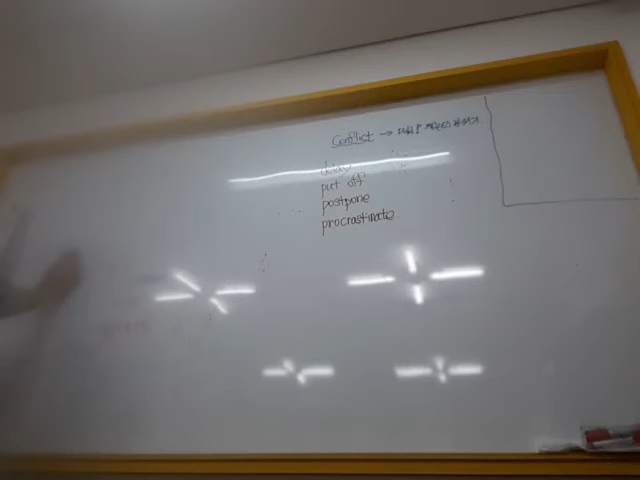 Conflict →
delay
put off
postpone
procrastinate